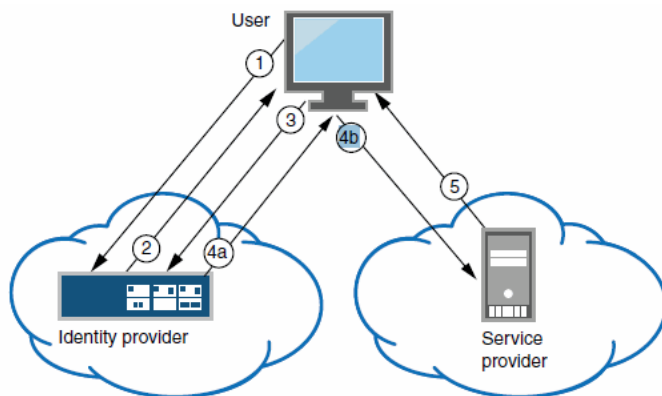 User
1
3
4b
5
2
4a
Identity provider
Service
provider